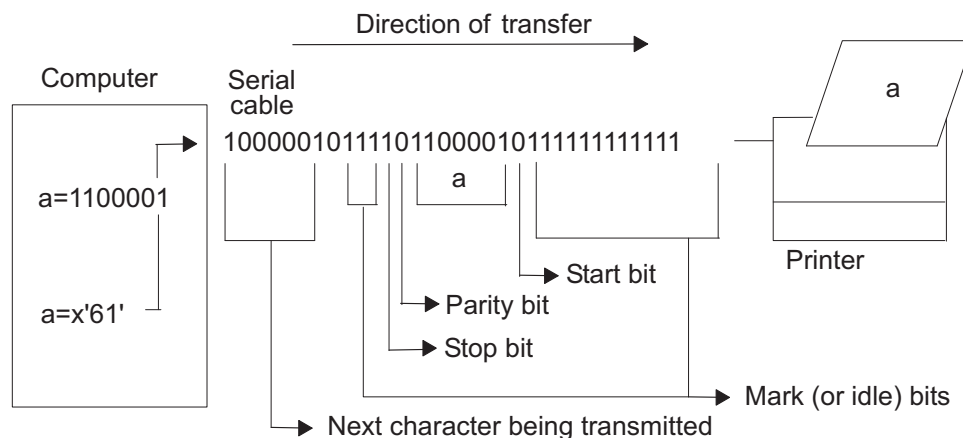 Direction of transfer
Computer
Serial
cable
a
100000101111011000010111111111111
a
a=1100001
Start bit
Printer
Parity bit
a=x'61'
Stop bit
Mark (or idle) bits
Next character being transmitted